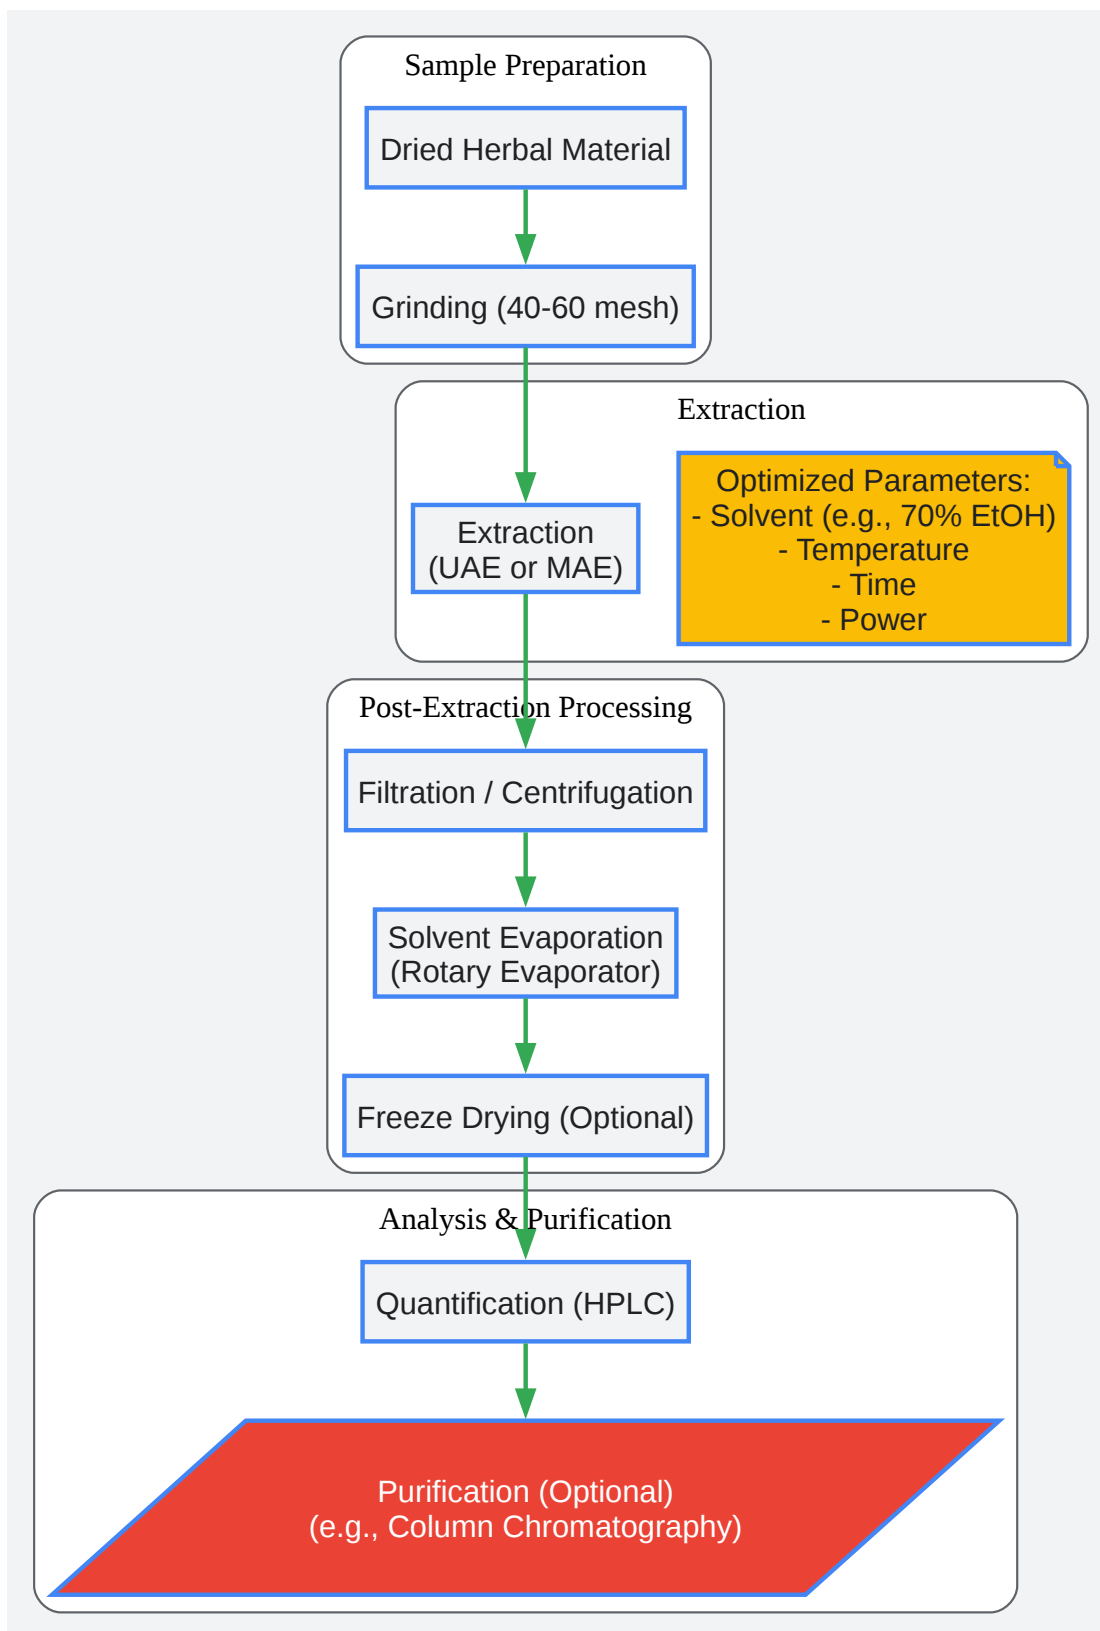 Sample Preparation
Dried Herbal Material
Grinding (40-60 mesh)
Extraction
Extraction
(UAE or MAE)
Optimized Parameters:
- Solvent (e.g., 70% EtOH)
- Temperature
- Time
- Power
Post-Extraction Processing
Filtration / Centrifugation
Solvent Evaporation
(Rotary Evaporator)
Freeze Drying (Optional)
Analysis & Purification
Quantification (HPLC)
Purification (Optional)
(e.g., Column Chromatography)